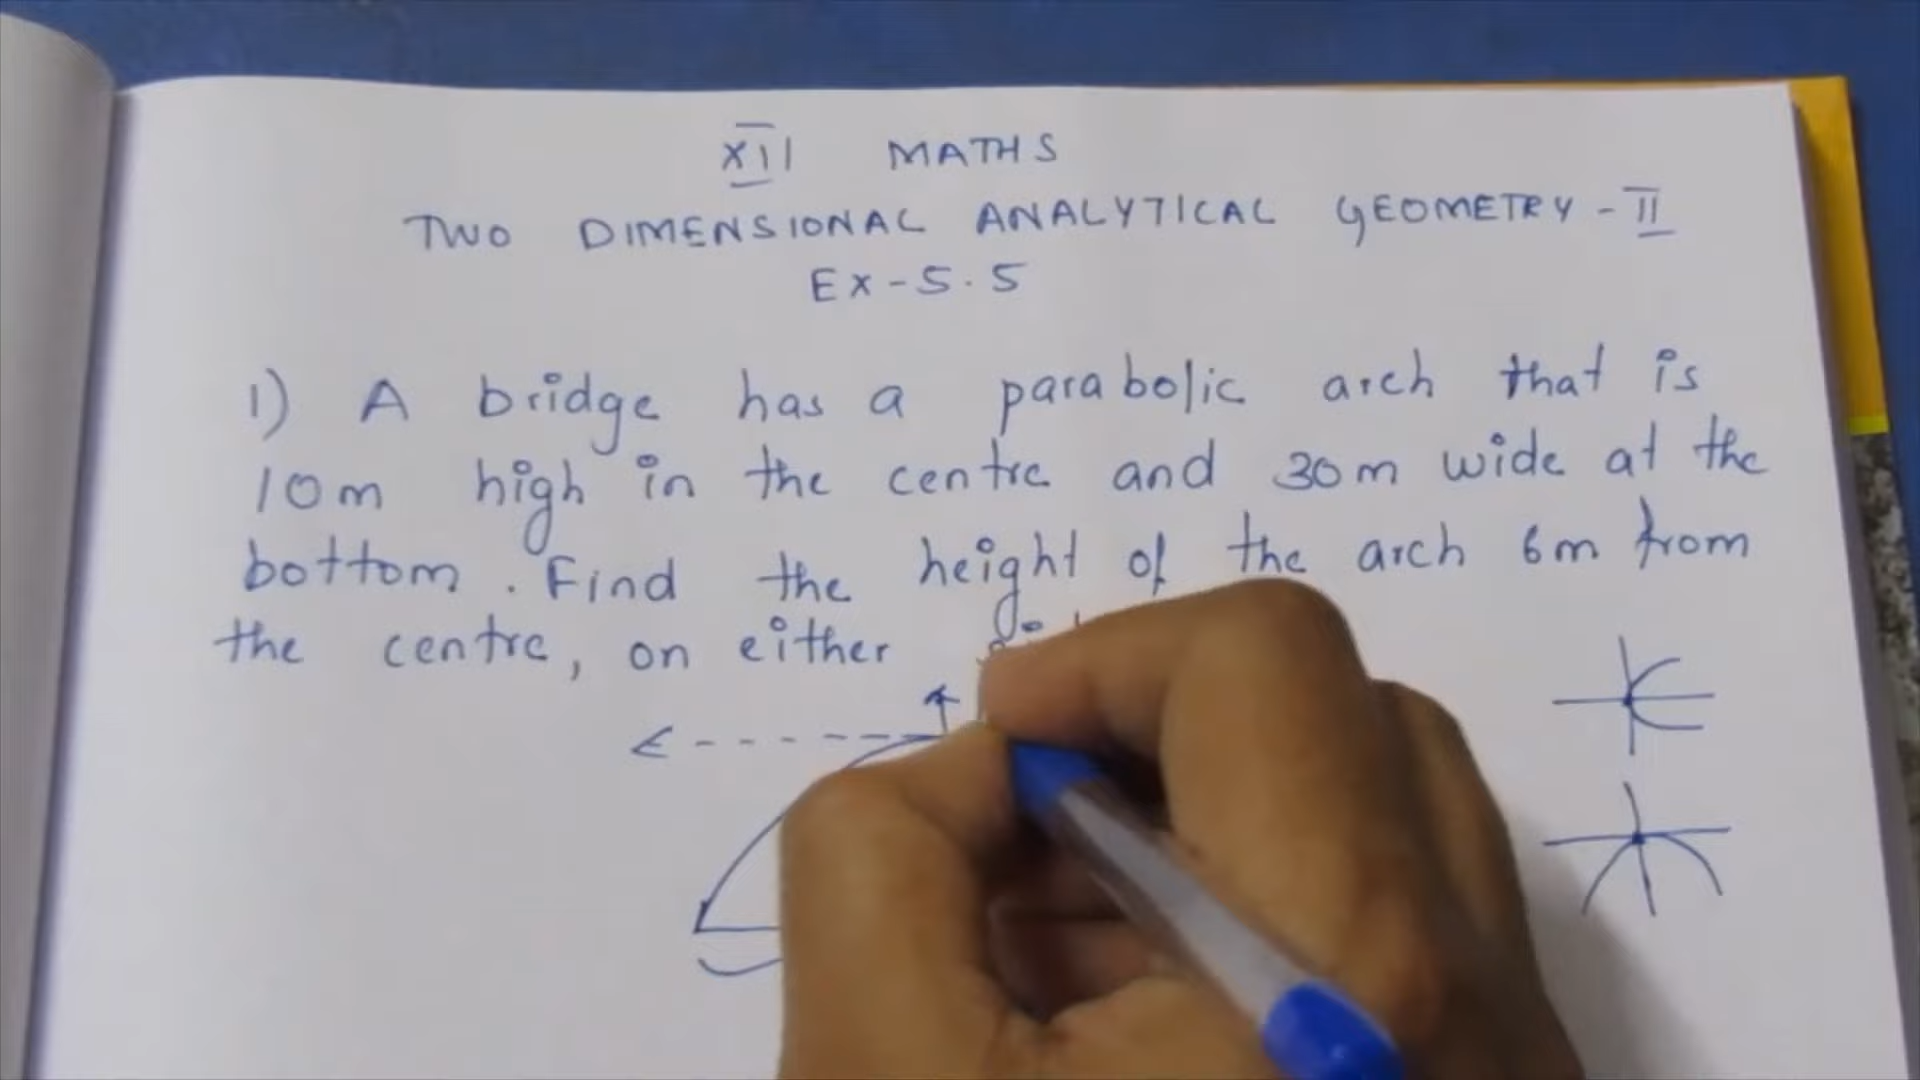 XII MATHS
TWO DIMENSIONAL ANALYTICAL GEOMETRY - II
EX - 5.5
1) A bridge has a parabolic arch that is
10m high in the centre and 30m wide at the
bottom. Find the height of the arch 6m from
the centre, on either